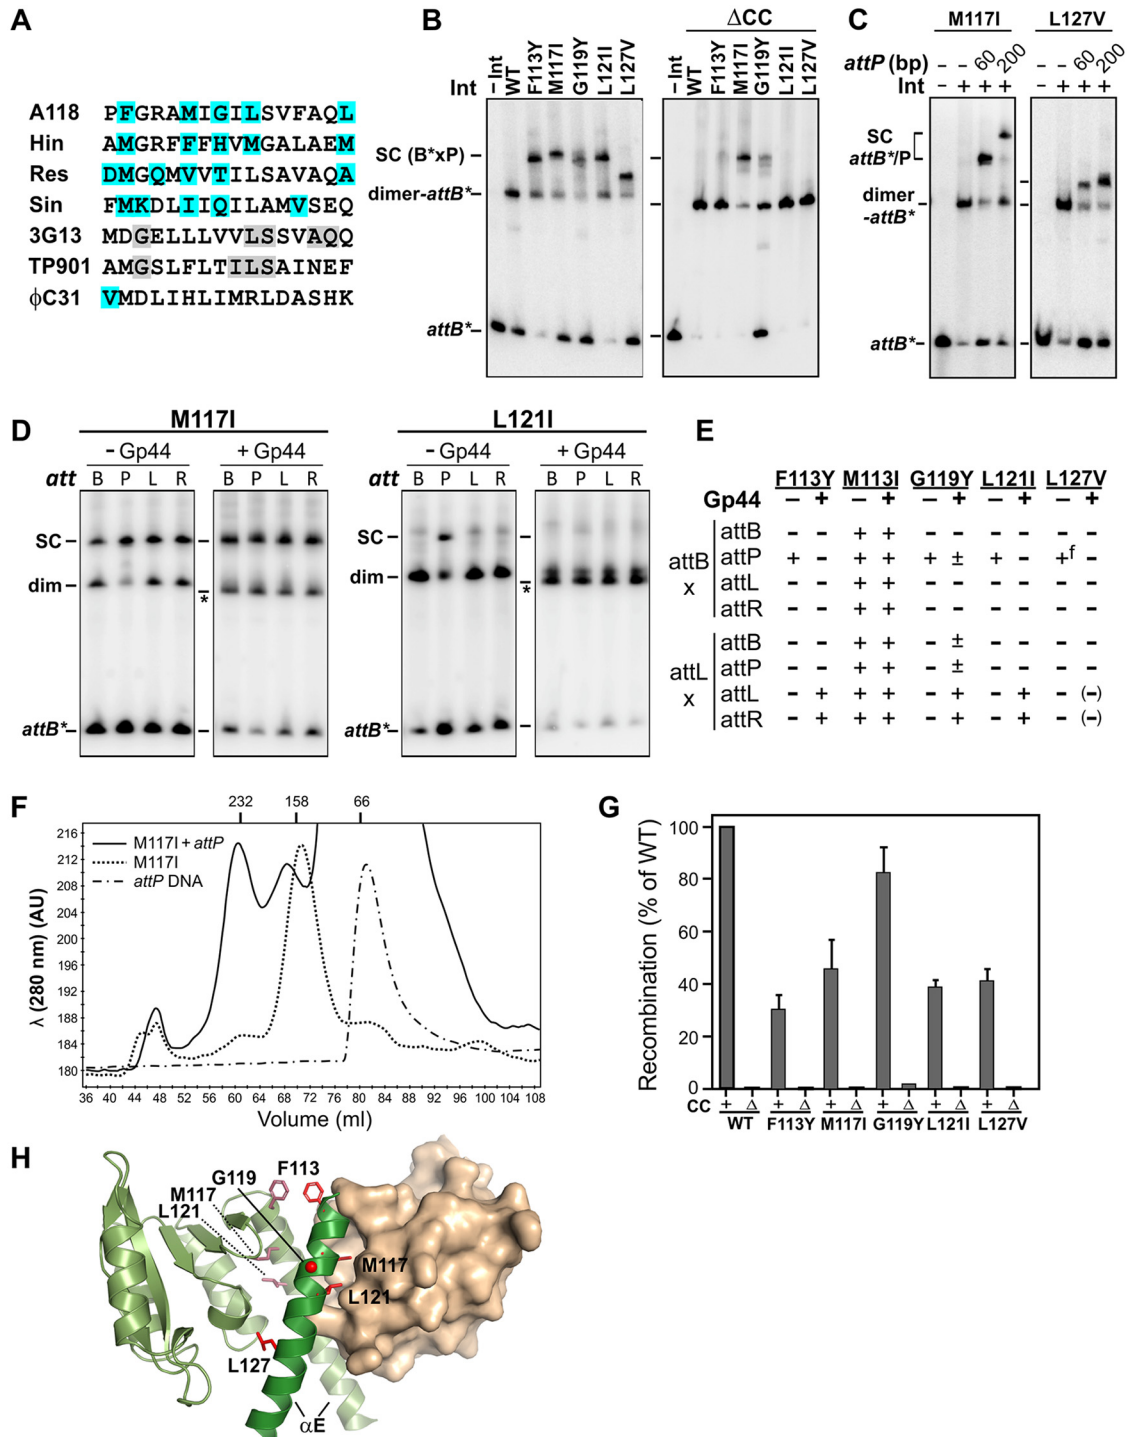 A
A118 PFGRAMIGILSVFAQL
Hin AMGRFFFHVMGALAEM
Res DMGQMVVTILSAVAQA
Sin FMKDLIIQILAMVSEQ
3G13 MDGELLLVVLSSVAQQ
TP901 AMGSLFLTILSAINEF
ϕC31 VMDLIHLIMRLDASHK
B
ΔCC
Int –Int WT F113Y M117I G119Y L121I L127V
–Int WT F113Y M117I G119Y L121I L127V
SC (B*xP)
dimer-attB*
attB*
C
M117I L127V
attP (bp) – – 60 200 – – 60 200
Int – + + + – + + +
SC
attB*/P
dimer
-attB*
attB*
D
M117I L121I
– Gp44 + Gp44 – Gp44 + Gp44
att B P L R B P L R att B P L R B P L R
SC
dim
*
*
attB*
attB*
E
F113Y M113I G119Y L121I L127V
Gp44 – + – + – + – + – +
attB x
attB – – + + – – – – – –
attP + – + + + ± + – +f –
attL – – + + – – – – – –
attR – – + + – – – – – –
attL x
attB – – + + – ± – – – –
attP – – + + – ± – – – –
attL – + + + – + – + – (–)
attR – + + + – + – + – (–)
F
232 158 66
M117I + attP
M117I
attP DNA
λ (280 nm) (AU)
216
212
208
204
200
196
192
188
184
180
36 40 44 48 52 56 60 64 68 72 76 80 84 88 92 96 100 104 108
Volume (ml)
G
Recombination (% of WT)
100
80
60
40
20
0
CC + Δ + Δ + Δ + Δ + Δ + Δ
WT F113Y M117I G119Y L121I L127V
H
F113
G119
M117
L121
M117
L121
L127
αE